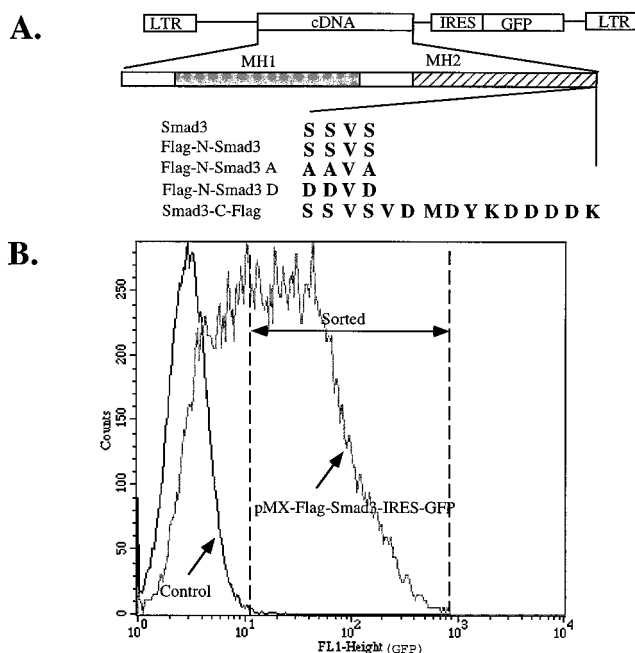 A.
LTR cDNA IRES GFP LTR
MH1 MH2
Smad3 S S V S
Flag-N-Smad3 S S V S
Flag-N-Smad3 A A A V A
Flag-N-Smad3 D D D V D
Smad3-C-Flag S S V S V D M D Y K D D D D K
B.
250
200
150
100
50
0
Counts
Sorted
pMX-Flag-Smad3-IRES-GFP
Control
10^0 10^1 10^2 10^3 10^4
FL1-Height (GFP)